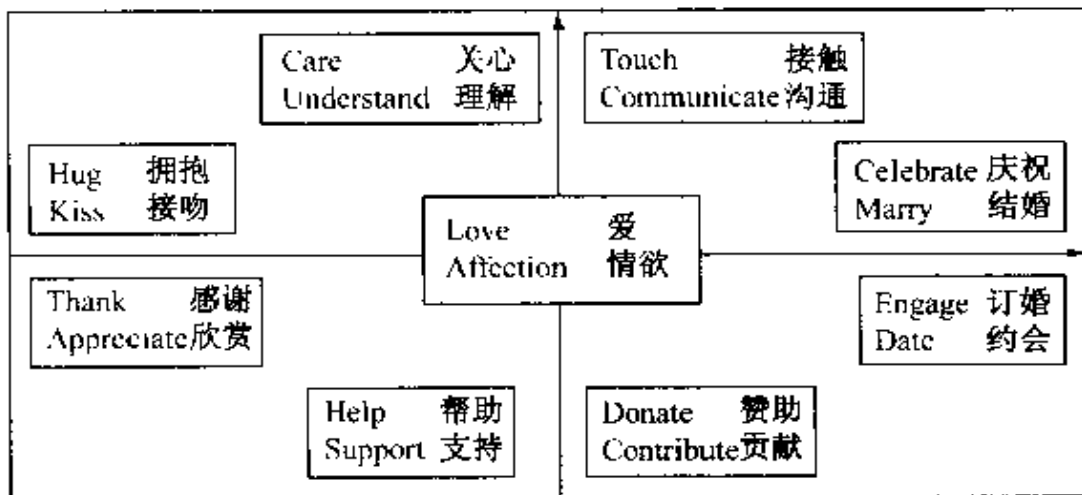 Care 关心
Understand 理解
Touch 接触
Communicate 沟通
Hug 拥抱
Kiss 接吻
Celebrate 庆祝
Marry 结婚
Love 爱
Affection 情欲
Thank 感谢
Appreciate 欣赏
Engage 订婚
Date 约会
Help 帮助
Support 支持
Donate 赞助
Contribute 贡献